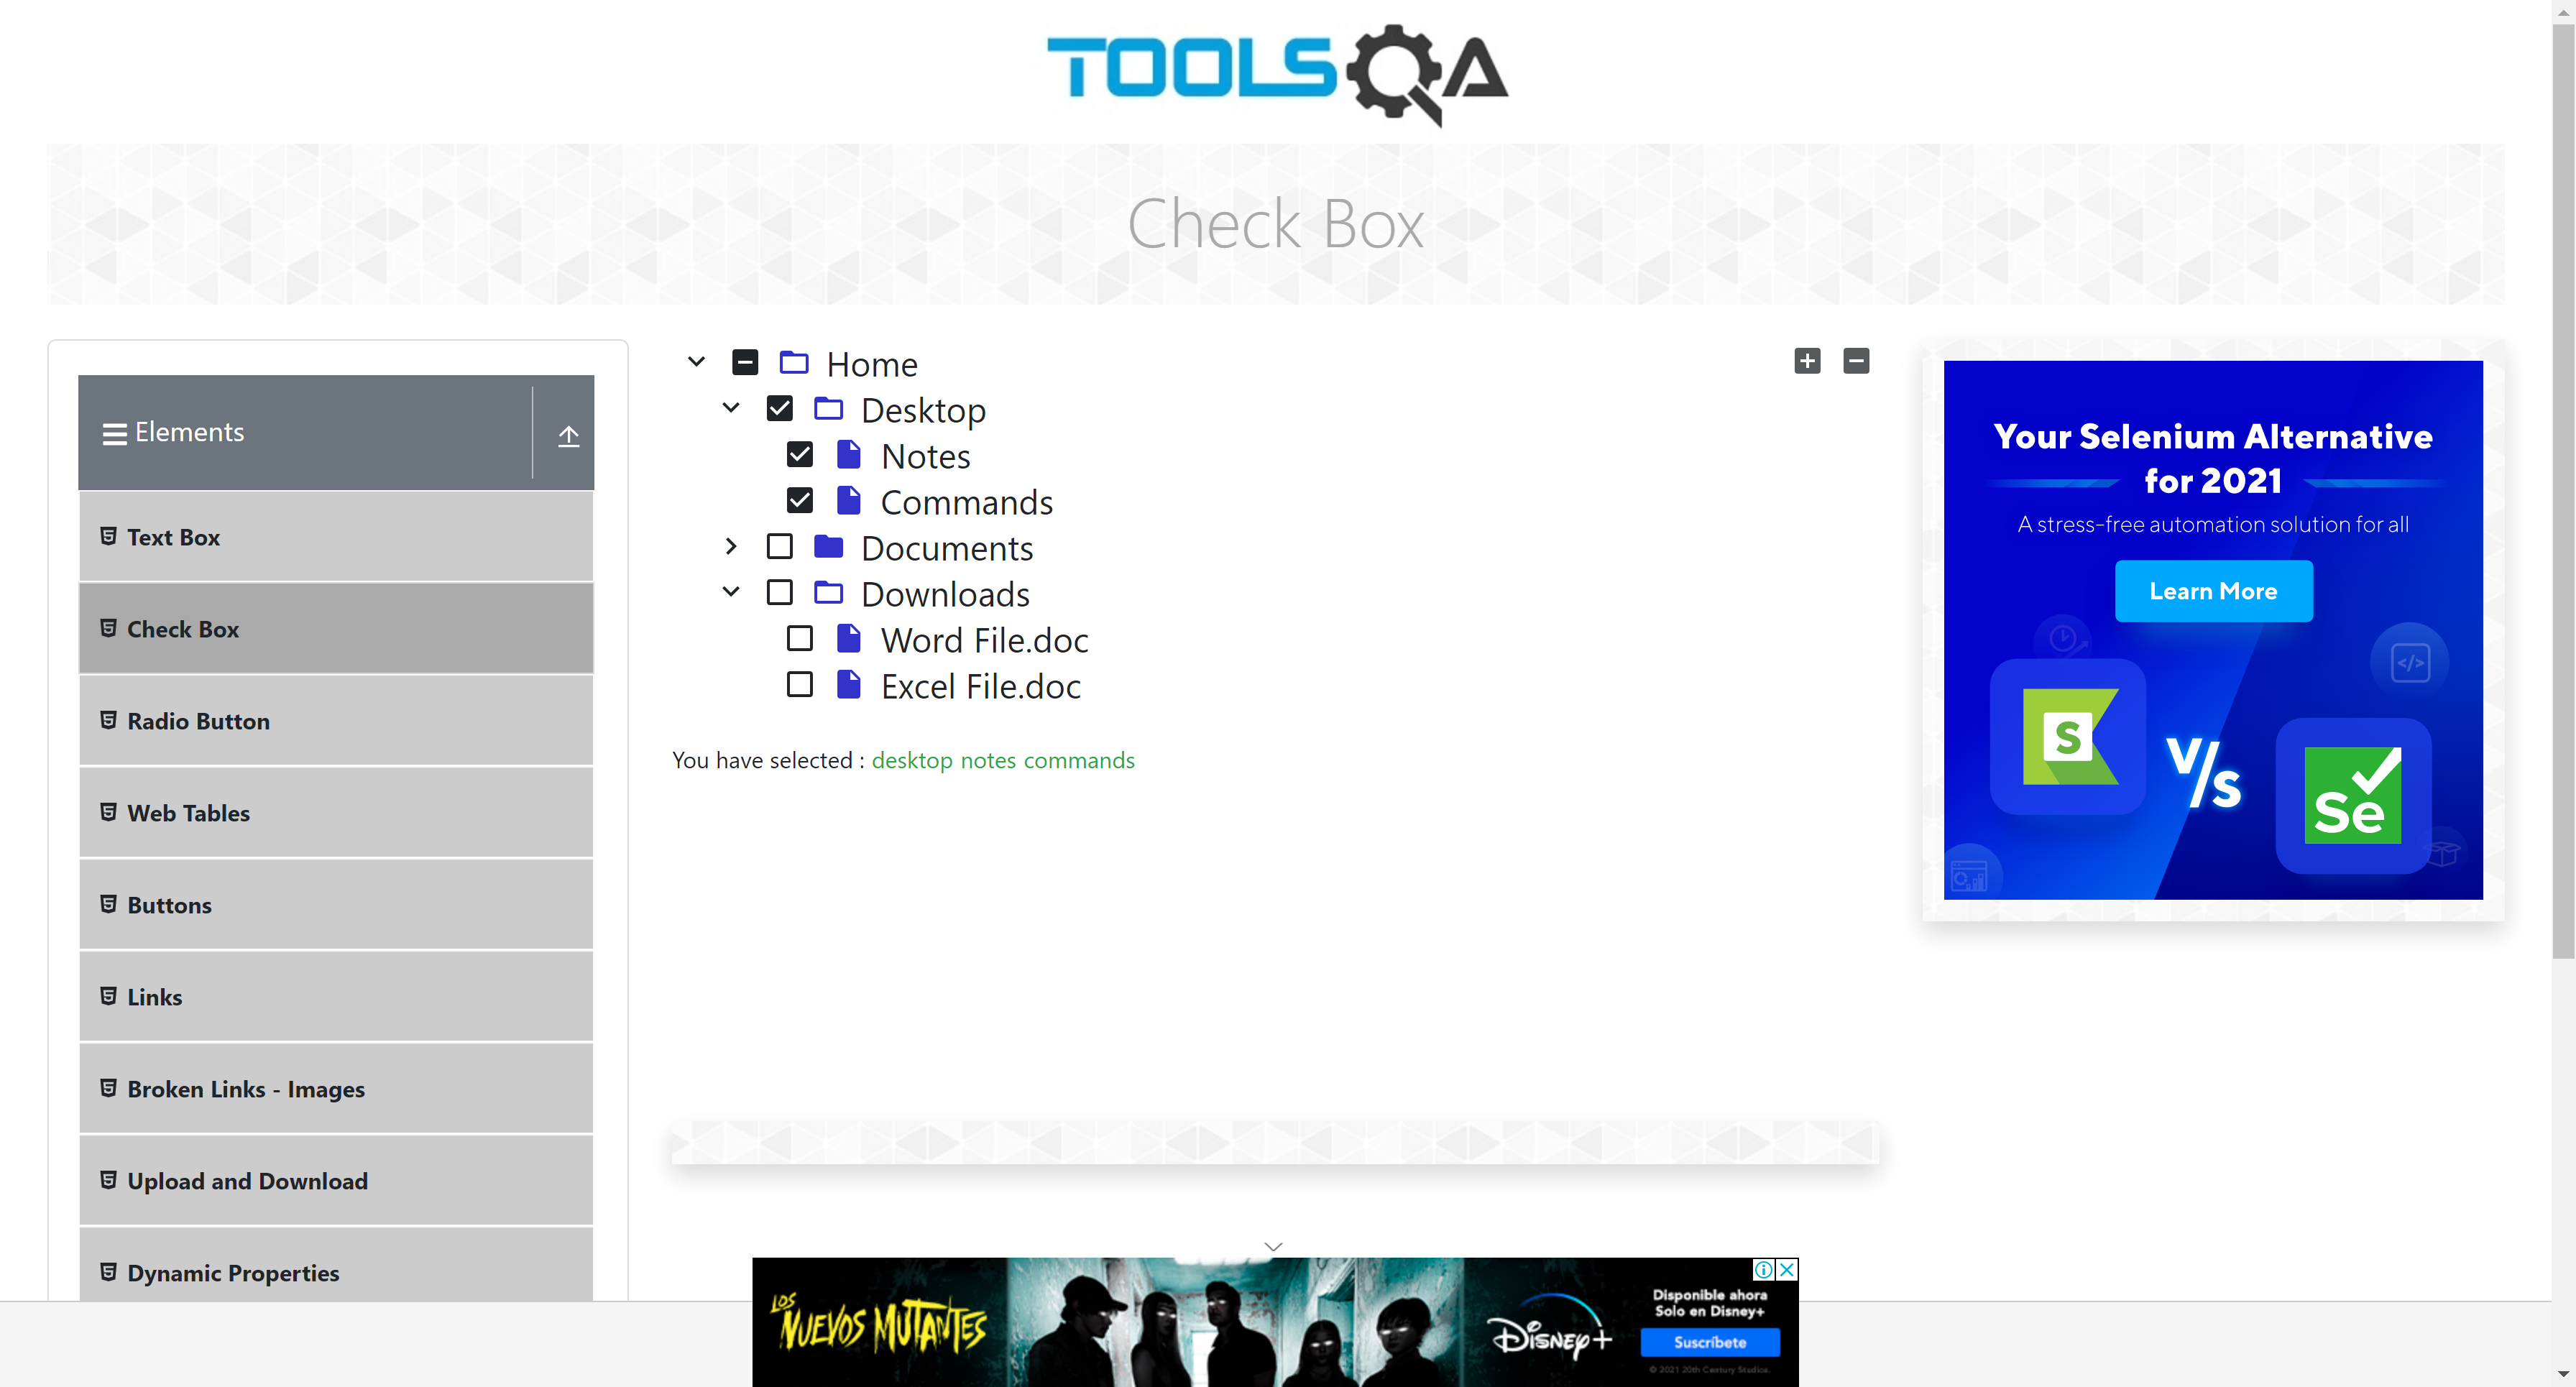 TOOLSQA
Check Box
Elements
Text Box
Check Box
Radio Button
Web Tables
Buttons
Links
Broken Links - Images
Upload and Download
Dynamic Properties
Home
Desktop
Notes
Commands
Documents
Downloads
Word File.doc
Excel File.doc
You have selected : desktop notes commands
Your Selenium Alternative
for 2021
A stress-free automation solution for all
Learn More
</>
S
V/s
Se
LOS
NUEVOS MUTANTES
Disney+
Disponible ahora
Solo en Disney+
Suscríbete
© 2021 20th Century Studios.